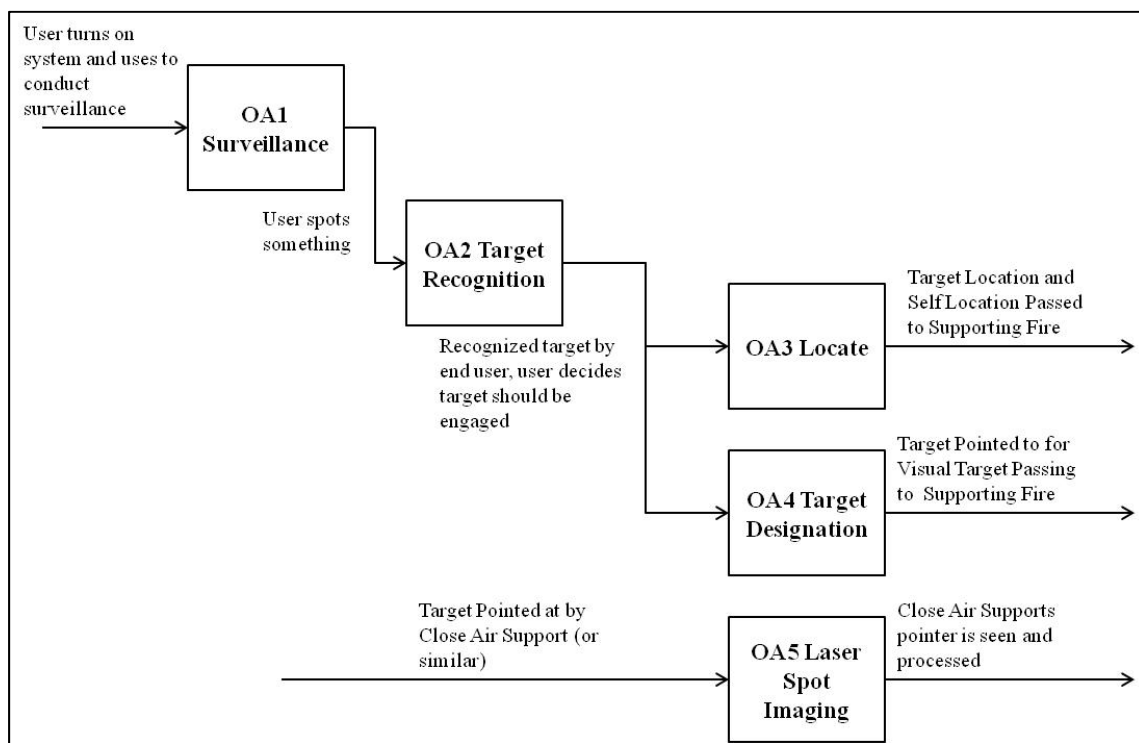 User turns on
system and uses to
conduct
surveillance
OA1
Surveillance
User spots
something
OA2 Target
Recognition
Recognized target by
end user, user decides
target should be
engaged
OA3 Locate
Target Location and
Self Location Passed
to Supporting Fire
OA4 Target
Designation
Target Pointed to for
Visual Target Passing
to Supporting Fire
Target Pointed at by
Close Air Support (or
similar)
OA5 Laser
Spot
Imaging
Close Air Supports
pointer is seen and
processed